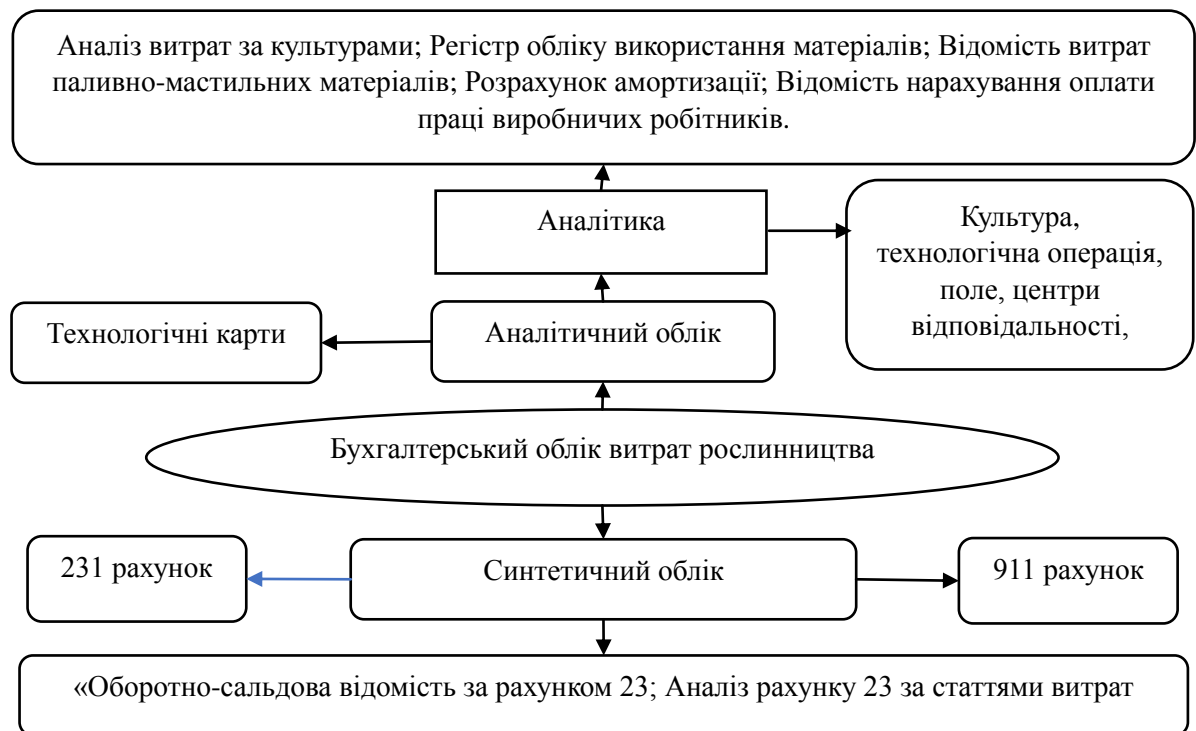 Аналіз витрат за культурами; Регістр обліку використання матеріалів; Відомість витрат
паливно-мастильних матеріалів; Розрахунок амортизації; Відомість нарахування оплати
праці виробничих робітників.
Аналітика
Культура,
технологічна операція,
поле, центри
відповідальності,
Технологічні карти
Аналітичний облік
Бухгалтерський облік витрат рослинництва
231 рахунок
Синтетичний облік
911 рахунок
«Оборотно-сальдова відомість за рахунком 23; Аналіз рахунку 23 за статтями витрат